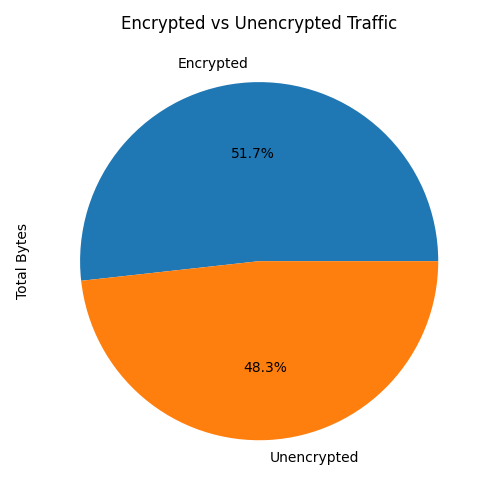 Encrypted vs Unencrypted Traffic
Encrypted
51.7%
Total Bytes
48.3%
Unencrypted